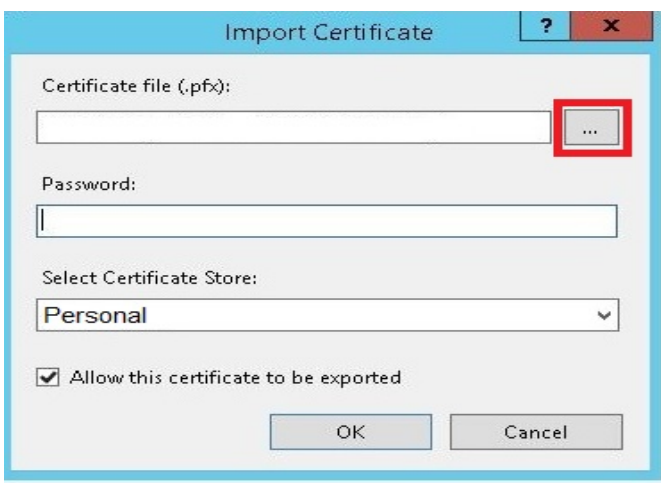 Import Certificate
?
x
Certificate file (.pfx):
...
Password:
Select Certificate Store:
Personal
Allow this certificate to be exported
OK
Cancel